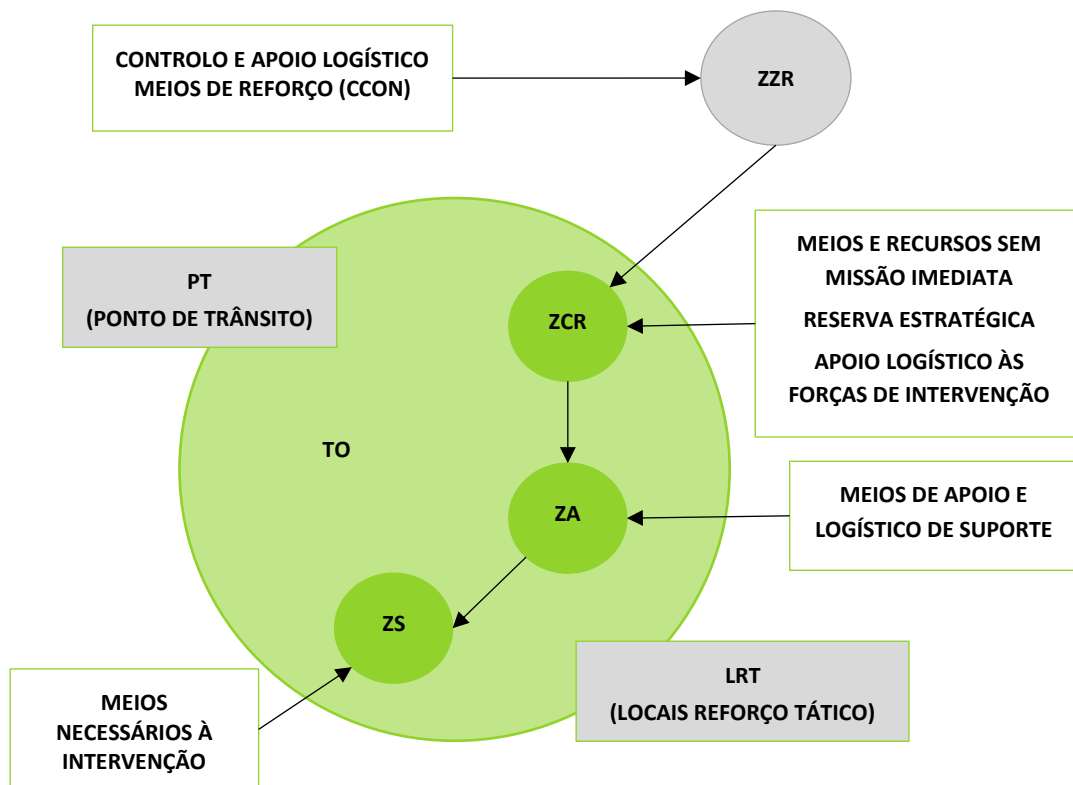 CONTROLO E APOIO LOGÍSTICO
MEIOS DE REFORÇO (CCON)
ZZR
MEIOS E RECURSOS SEM
MISSÃO IMEDIATA
RESERVA ESTRATÉGICA
APOIO LOGÍSTICO ÀS
FORÇAS DE INTERVENÇÃO
PT
(PONTO DE TRÂNSITO)
ZCR
TO
ZA
MEIOS DE APOIO E
LOGÍSTICO DE SUPORTE
ZS
LRT
(LOCAIS REFORÇO TÁTICO)
MEIOS
NECESSÁRIOS À
INTERVENÇÃO